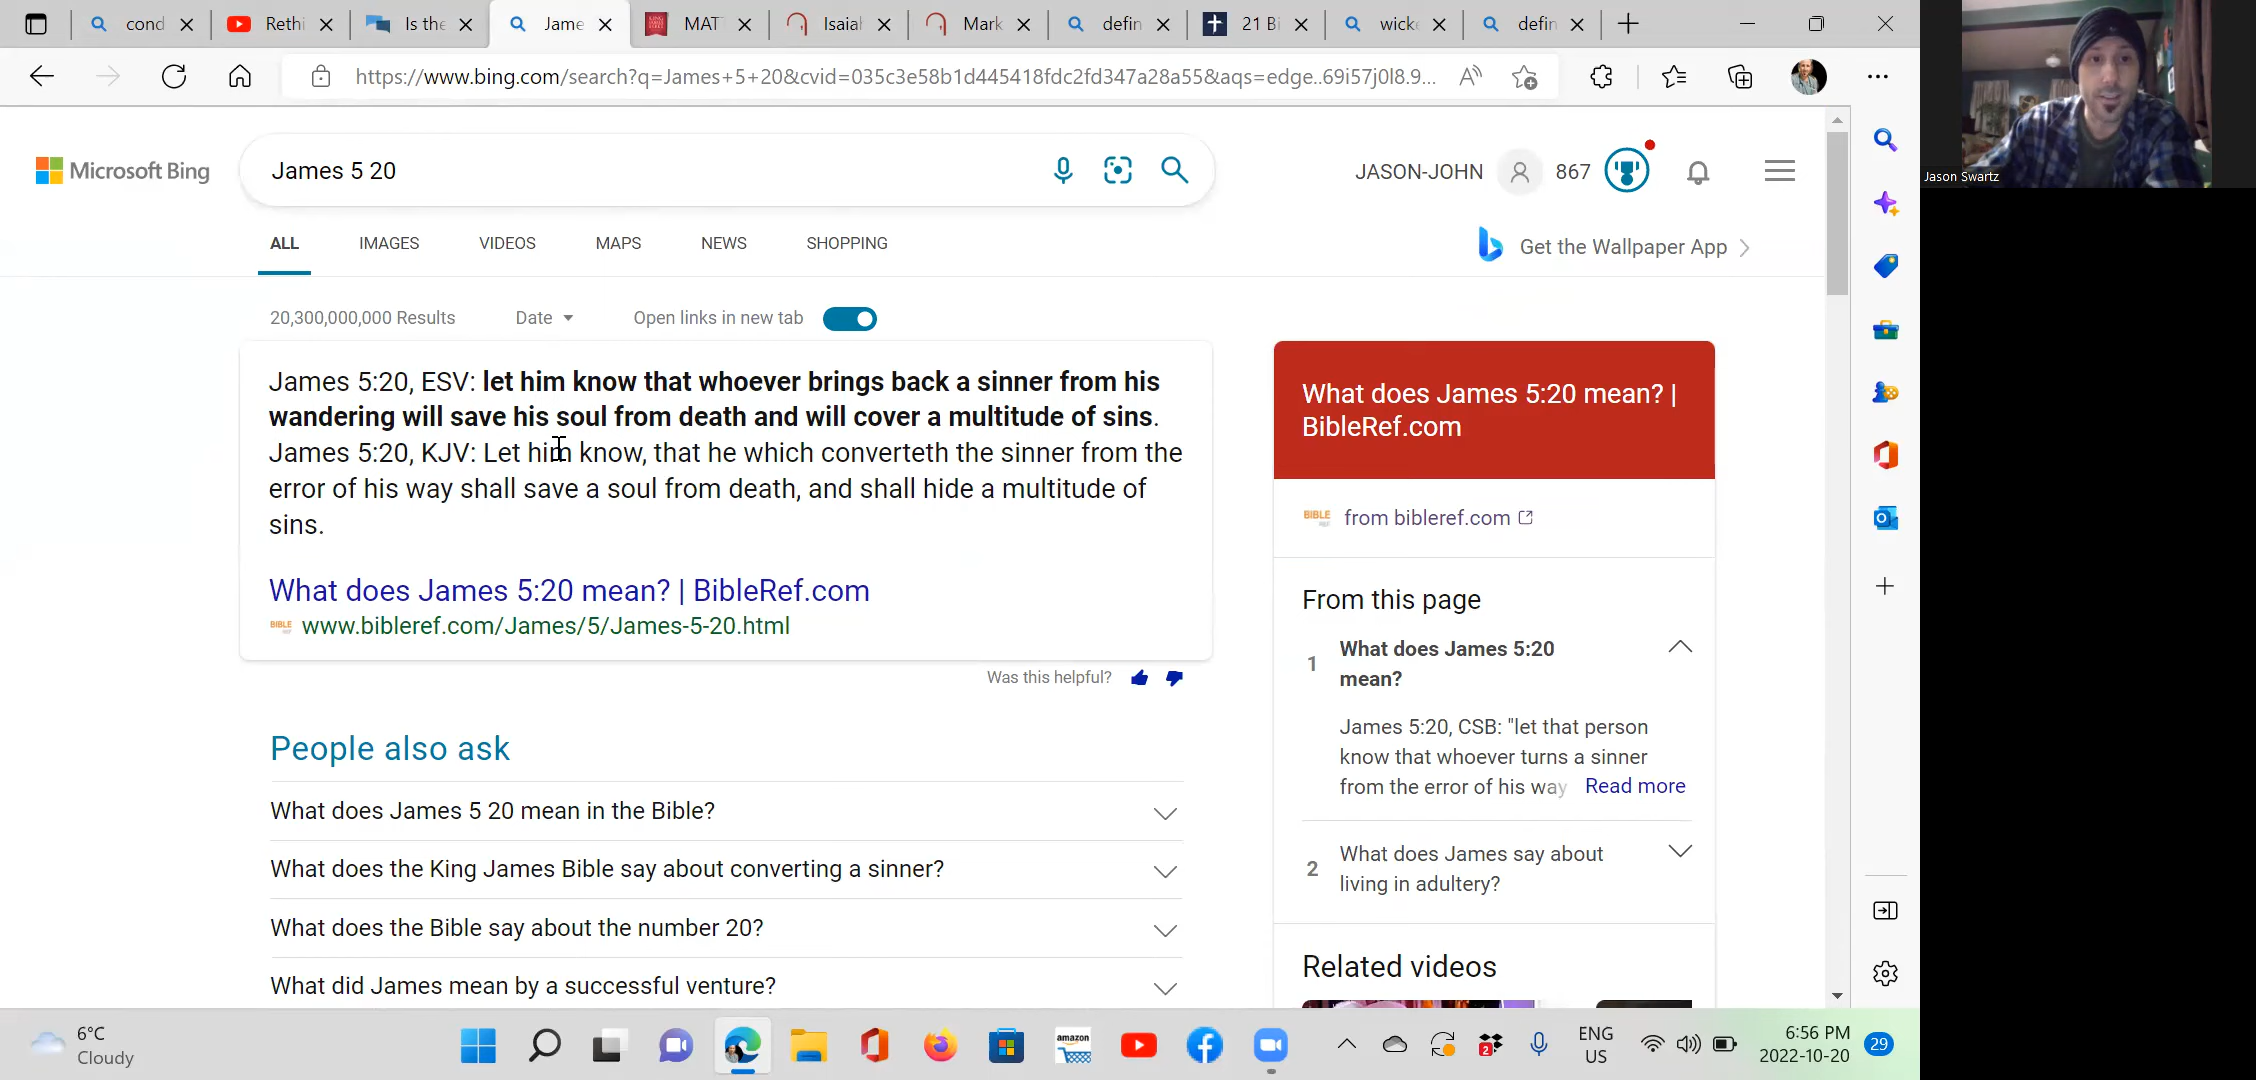 cond
Rethi
Is the
Jame
MAT
Isaiah
Mark
defin
21 Bi
wicke
defin
https://www.bing.com/search?q=James+5+20&cvid=035c3e58b1d445418fdc2fd347a28a55&aqs=edge..69i57j0l8.9...
Microsoft Bing
James 5 20
JASON-JOHN
867
Jason Swartz
ALL
IMAGES
VIDEOS
MAPS
NEWS
SHOPPING
Get the Wallpaper App
20,300,000,000 Results
Date
Open links in new tab
James 5:20, ESV: let him know that whoever brings back a sinner from his
wandering will save his soul from death and will cover a multitude of sins.
James 5:20, KJV: Let him know, that he which converteth the sinner from the
error of his way shall save a soul from death, and shall hide a multitude of
sins.
What does James 5:20 mean? | BibleRef.com
BIBLE
www.bibleref.com/James/5/James-5-20.html
Was this helpful?
People also ask
What does James 5 20 mean in the Bible?
What does the King James Bible say about converting a sinner?
What does the Bible say about the number 20?
What did James mean by a successful venture?
What does James 5:20 mean? |
BibleRef.com
BIBLE
from bibleref.com
From this page
1
What does James 5:20
mean?
James 5:20, CSB: "let that person
know that whoever turns a sinner
from the error of his way Read more
2
What does James say about
living in adultery?
Related videos
6°C
Cloudy
amazon
2
ENG
US
6:56 PM
2022-10-20
29